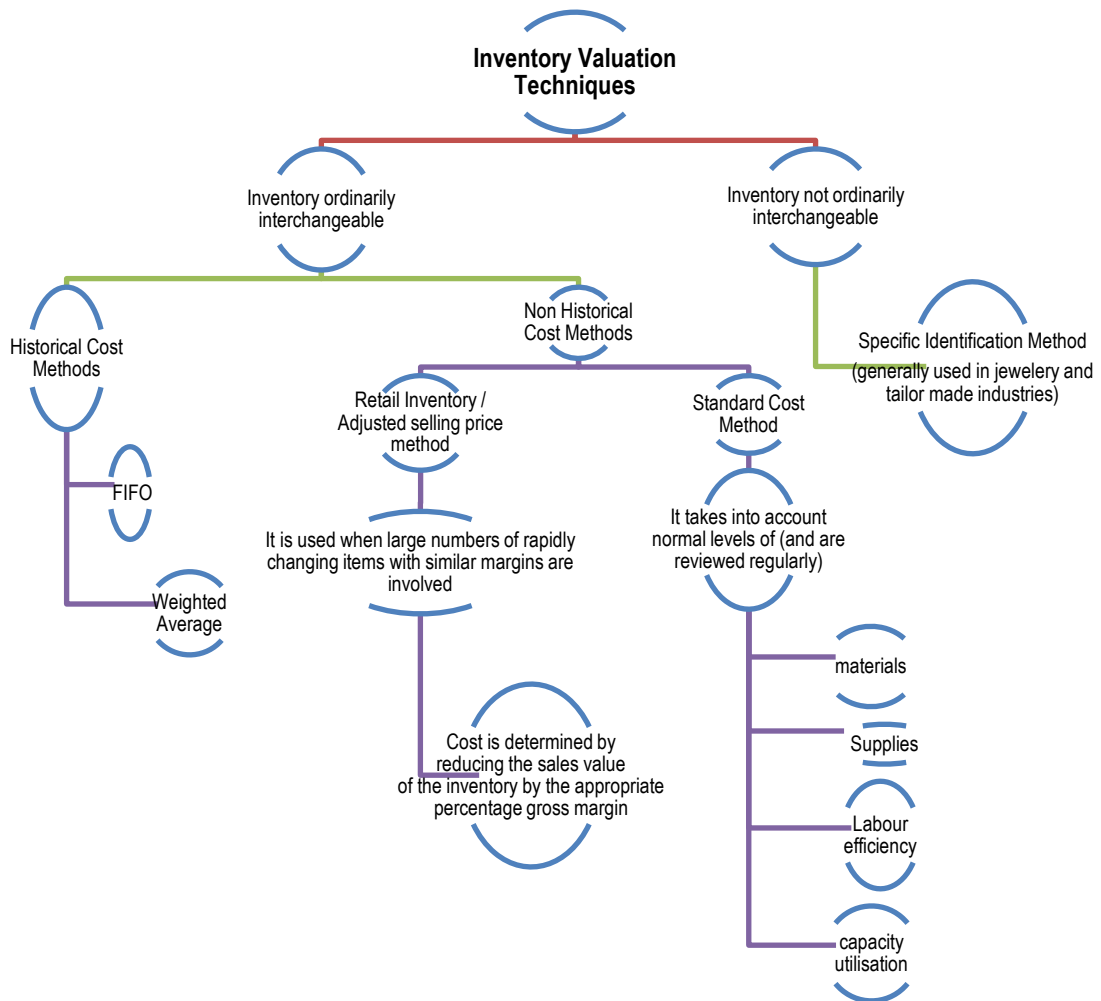 Inventory Valuation
Techniques
Inventory ordinarily
interchangeable
Inventory not ordinarily
interchangeable
Historical Cost
Methods
Non Historical
Cost Methods
Specific Identification Method
(generally used in jewelery and
tailor made industries)
FIFO
Weighted
Average
Retail Inventory /
Adjusted selling price
method
Standard Cost
Method
It is used when large numbers of rapidly
changing items with similar margins are
involved
It takes into account
normal levels of (and are
reviewed regularly)
Cost is determined by
reducing the sales value
of the inventory by the appropriate
percentage gross margin
materials
Supplies
Labour
efficiency
capacity
utilisation